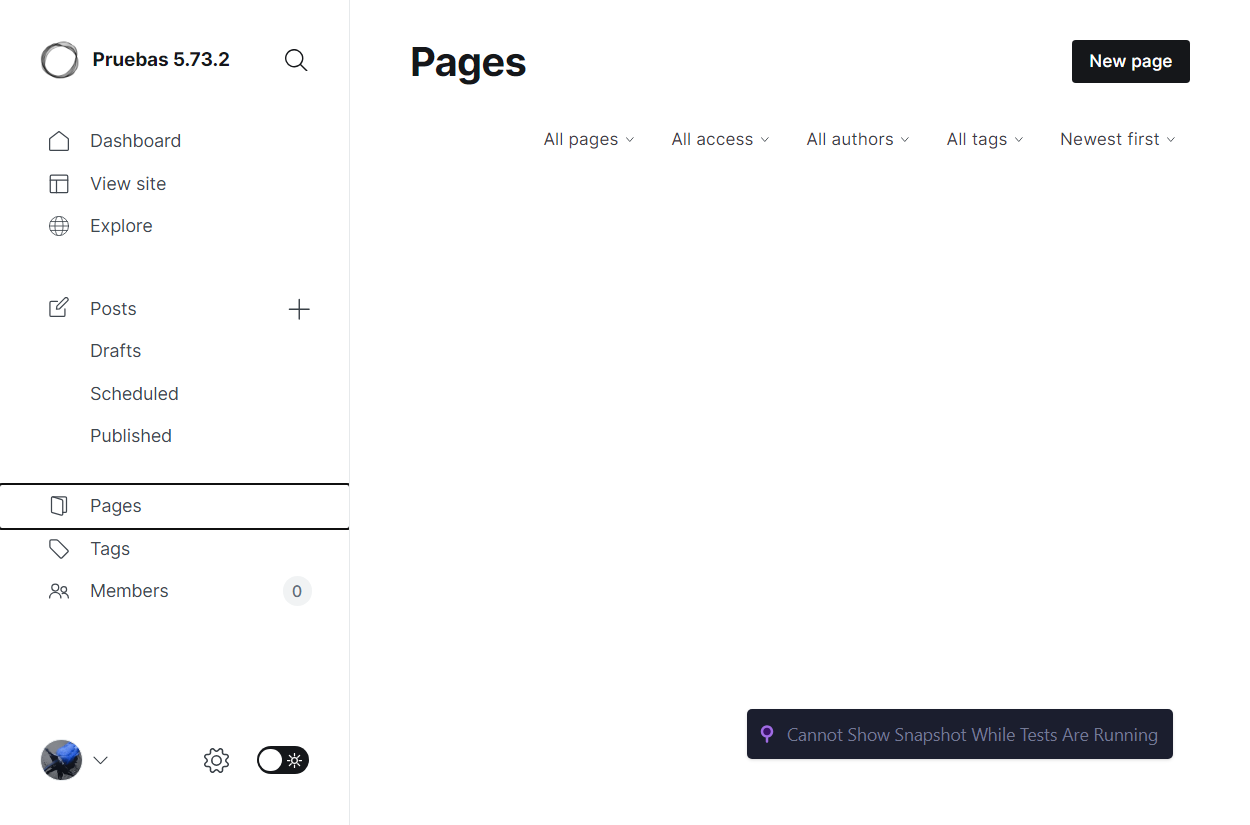 Pruebas 5.73.2
Dashboard
View site
Explore
Posts
Drafts
Scheduled
Published
Pages
Tags
Members 0
Pages
New page
All pages All access All authors All tags Newest first
Cannot Show Snapshot While Tests Are Running